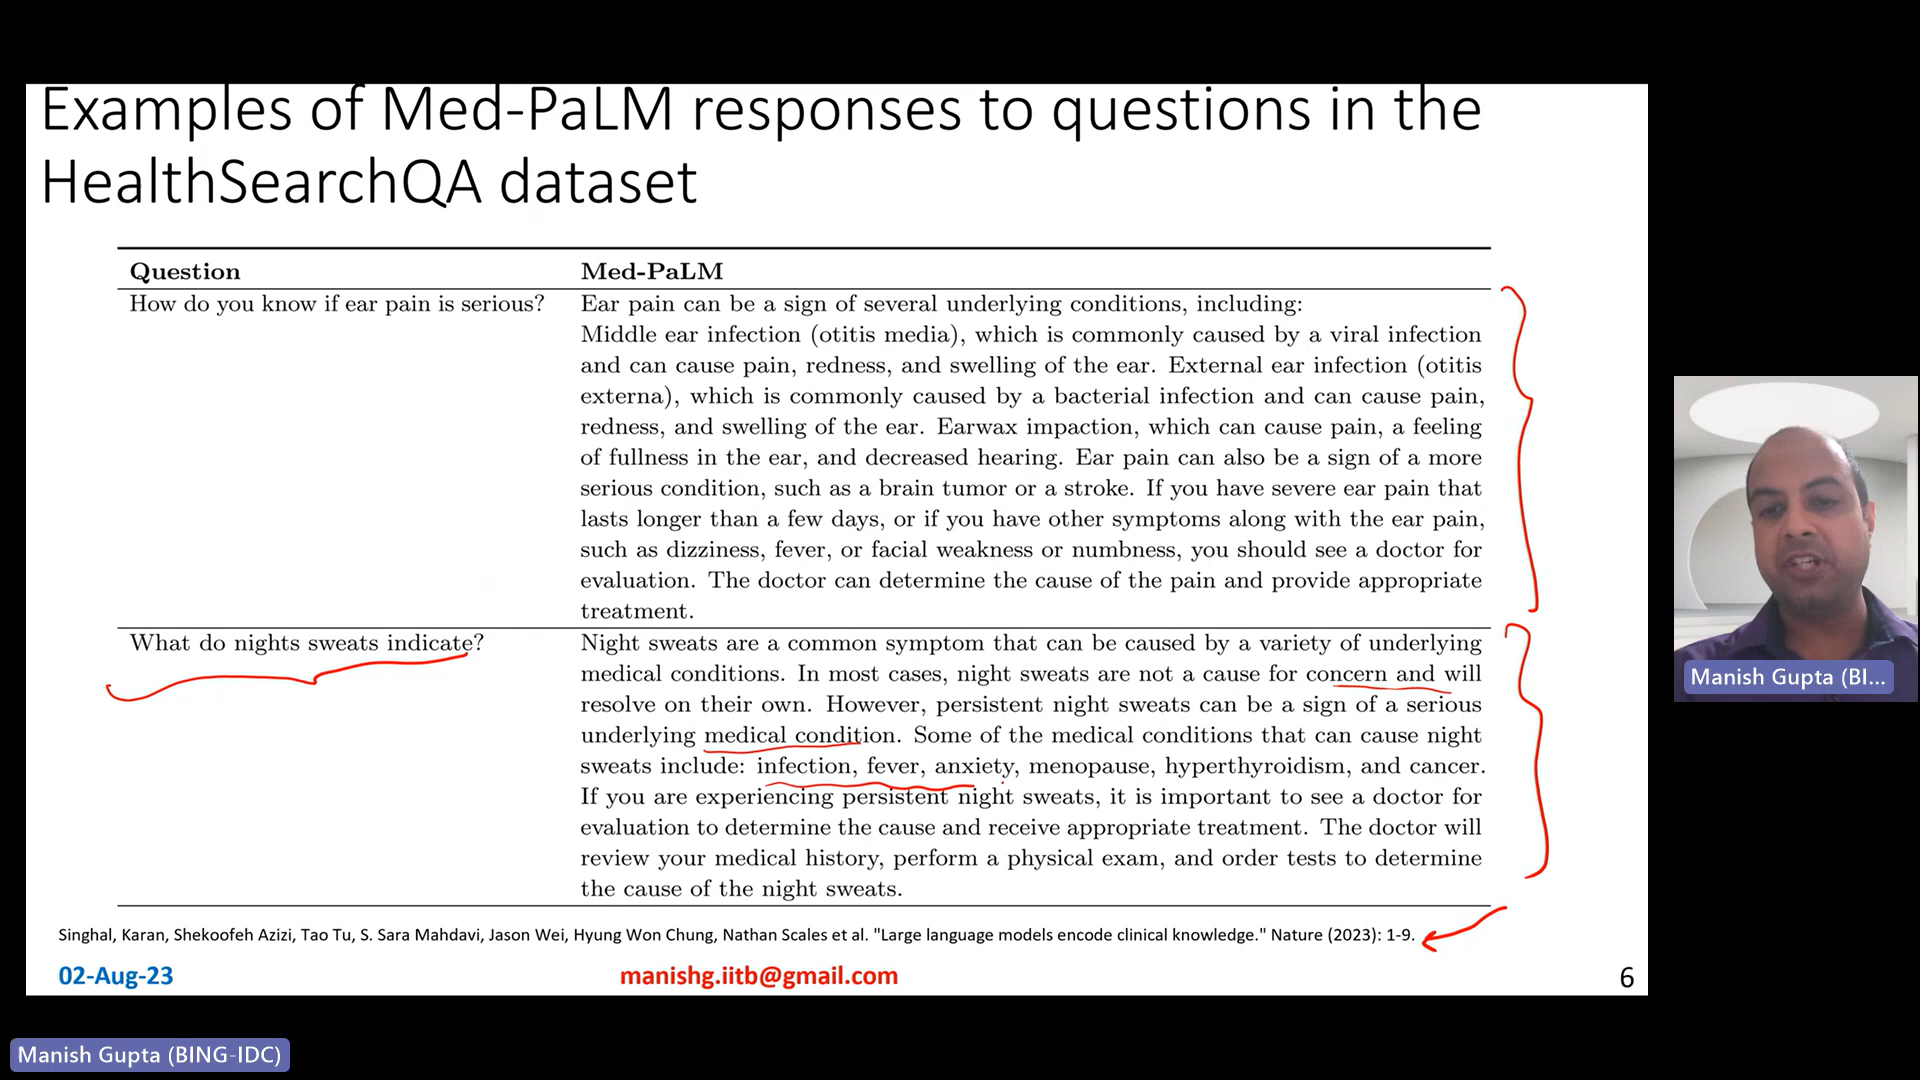 Examples of Med-PaLM responses to questions in the
HealthSearchQA dataset
Question
Med-PaLM
How do you know if ear pain is serious?
Ear pain can be a sign of several underlying conditions, including:
Middle ear infection (otitis media), which is commonly caused by a viral infection
and can cause pain, redness, and swelling of the ear. External ear infection (otitis
externa), which is commonly caused by a bacterial infection and can cause pain,
redness, and swelling of the ear. Earwax impaction, which can cause pain, a feeling
of fullness in the ear, and decreased hearing. Ear pain can also be a sign of a more
serious condition, such as a brain tumor or a stroke. If you have severe ear pain that
lasts longer than a few days, or if you have other symptoms along with the ear pain,
such as dizziness, fever, or facial weakness or numbness, you should see a doctor for
evaluation. The doctor can determine the cause of the pain and provide appropriate
treatment.
What do nights sweats indicate?
Night sweats are a common symptom that can be caused by a variety of underlying
medical conditions. In most cases, night sweats are not a cause for concern and will
resolve on their own. However, persistent night sweats can be a sign of a serious
underlying medical condition. Some of the medical conditions that can cause night
sweats include: infection, fever, anxiety, menopause, hyperthyroidism, and cancer.
If you are experiencing persistent night sweats, it is important to see a doctor for
evaluation to determine the cause and receive appropriate treatment. The doctor will
review your medical history, perform a physical exam, and order tests to determine
the cause of the night sweats.
Singhal, Karan, Shekoofeh Azizi, Tao Tu, S. Sara Mahdavi, Jason Wei, Hyung Won Chung, Nathan Scales et al. "Large language models encode clinical knowledge." Nature (2023): 1-9.
02-Aug-23
manishg.iitb@gmail.com
6
Manish Gupta (BI...
Manish Gupta (BING-IDC)